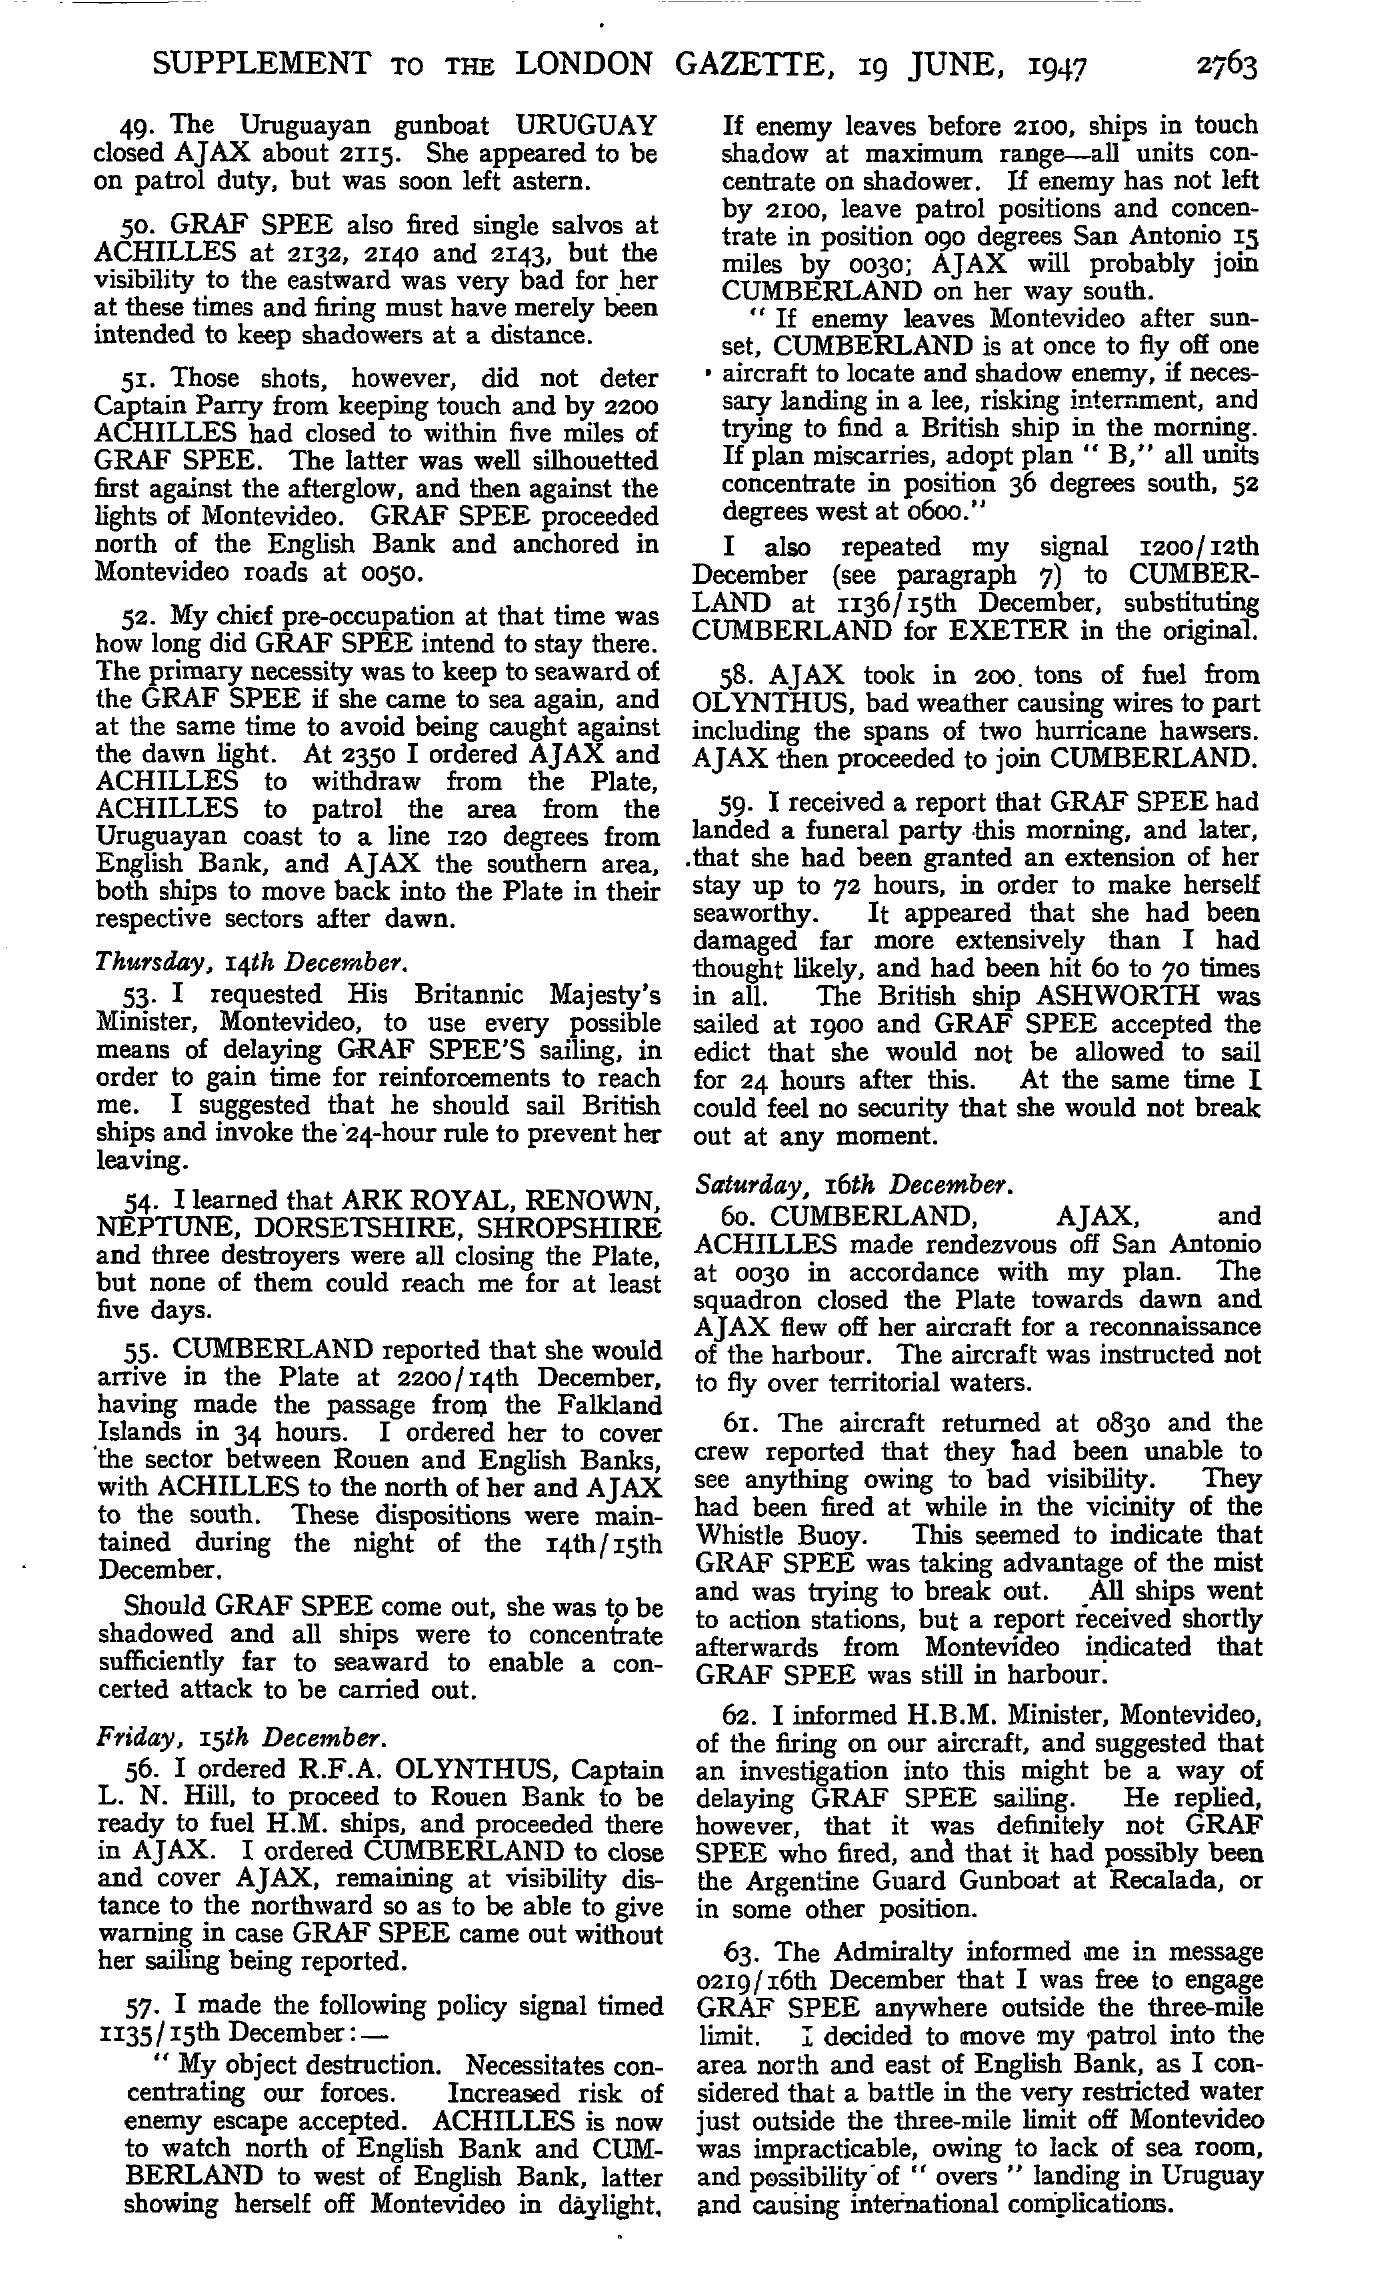 SUPPLEMENT TO THE LONDON GAZETTE, 19 JUNE, 1947 2763
49. The Uruguayan gunboat URUGUAY
closed AJAX about 2115. She appeared to be
on patrol duty, but was soon left astern.
50. GRAF SPEE also fired single salvos at
ACHILLES at 2132, 2140 and 2143, but the
visibility to the eastward was very bad for her
at these times and firing must have merely been
intended to keep shadowers at a distance.
51. Those shots, however, did not deter
Captain Parry from keeping touch and by 2200
ACHILLES had closed to within five miles of
GRAF SPEE. The latter was well silhouetted
first against the afterglow, and then against the
lights of Montevideo. GRAF SPEE proceeded
north of the English Bank and anchored in
Montevideo roads at 0050.
52. My chief pre-occupation at that time was
how long did GRAF SPEE intend to stay there.
The primary necessity was to keep to seaward of
the GRAF SPEE if she came to sea again, and
at the same time to avoid being caught against
the dawn light. At 2350 I ordered AJAX and
ACHILLES to withdraw from the Plate,
ACHILLES to patrol the area from the
Uruguayan coast to a line 120 degrees from
English Bank, and AJAX the southern area,
both ships to move back into the Plate in their
respective sectors after dawn.
Thursday, 14th December.
53. I requested His Britannic Majesty's
Minister, Montevideo, to use every possible
means of delaying GRAF SPEE'S sailing, in
order to gain time for reinforcements to reach
me. I suggested that he should sail British
ships and invoke the 24-hour rule to prevent her
leaving.
54. I learned that ARK ROYAL, RENOWN,
NEPTUNE, DORSETSHIRE, SHROPSHIRE
and three destroyers were all closing the Plate,
but none of them could reach me for at least
five days.
55. CUMBERLAND reported that she would
arrive in the Plate at 2200/14th December,
having made the passage from the Falkland
Islands in 34 hours. I ordered her to cover
the sector between Rouen and English Banks,
with ACHILLES to the north of her and AJAX
to the south. These dispositions were main-
tained during the night of the 14th/15th
December.
Should GRAF SPEE come out, she was to be
shadowed and all ships were to concentrate
sufficiently far to seaward to enable a con-
certed attack to be carried out.
Friday, 15th December.
56. I ordered R.F.A. OLYNTHUS, Captain
L. N. Hill, to proceed to Rouen Bank to be
ready to fuel H.M. ships, and proceeded there
in AJAX. I ordered CUMBERLAND to close
and cover AJAX, remaining at visibility dis-
tance to the northward so as to be able to give
warning in case GRAF SPEE came out without
her sailing being reported.
57. I made the following policy signal timed
1135/15th December:—
" My object destruction. Necessitates con-
centrating our forces. Increased risk of
enemy escape accepted. ACHILLES is now
to watch north of English Bank and CUM-
BERLAND to west of English Bank, latter
showing herself off Montevideo in daylight.
If enemy leaves before 2100, ships in touch
shadow at maximum range—all units con-
centrate on shadower. If enemy has not left
by 2100, leave patrol positions and concen-
trate in position 090 degrees San Antonio 15
miles by 0030; AJAX will probably join
CUMBERLAND on her way south.
" If enemy leaves Montevideo after sun-
set, CUMBERLAND is at once to fly off one
aircraft to locate and shadow enemy, if neces-
sary landing in a lee, risking internment, and
trying to find a British ship in the morning.
If plan miscarries, adopt plan " B," all units
concentrate in position 36 degrees south, 52
degrees west at 0600."
I also repeated my signal 1200/12th
December (see paragraph 7) to CUMBER-
LAND at 1136/15th December, substituting
CUMBERLAND for EXETER in the original.
58. AJAX took in 200 tons of fuel from
OLYNTHUS, bad weather causing wires to part
including the spans of two hurricane hawsers.
AJAX then proceeded to join CUMBERLAND.
59. I received a report that GRAF SPEE had
landed a funeral party this morning, and later,
that she had been granted an extension of her
stay up to 72 hours, in order to make herself
seaworthy. It appeared that she had been
damaged far more extensively than I had
thought likely, and had been hit 60 to 70 times
in all. The British ship ASHWORTH was
sailed at 1900 and GRAF SPEE accepted the
edict that she would not be allowed to sail
for 24 hours after this. At the same time I
could feel no security that she would not break
out at any moment.
Saturday, 16th December.
60. CUMBERLAND, AJAX, and
ACHILLES made rendezvous off San Antonio
at 0030 in accordance with my plan. The
squadron closed the Plate towards dawn and
AJAX flew off her aircraft for a reconnaissance
of the harbour. The aircraft was instructed not
to fly over territorial waters.
61. The aircraft returned at 0830 and the
crew reported that they had been unable to
see anything owing to bad visibility. They
had been fired at while in the vicinity of the
Whistle Buoy. This seemed to indicate that
GRAF SPEE was taking advantage of the mist
and was trying to break out. All ships went
to action stations, but a report received shortly
afterwards from Montevideo indicated that
GRAF SPEE was still in harbour.
62. I informed H.B.M. Minister, Montevideo,
of the firing on our aircraft, and suggested that
an investigation into this might be a way of
delaying GRAF SPEE sailing. He replied,
however, that it was definitely not GRAF
SPEE who fired, and that it had possibly been
the Argentine Guard Gunboat at Recalada, or
in some other position.
63. The Admiralty informed me in message
0219/16th December that I was free to engage
GRAF SPEE anywhere outside the three-mile
limit. I decided to move my patrol into the
area north and east of English Bank, as I con-
sidered that a battle in the very restricted water
just outside the three-mile limit off Montevideo
was impracticable, owing to lack of sea room,
and possibility of " overs " landing in Uruguay
and causing international complications.